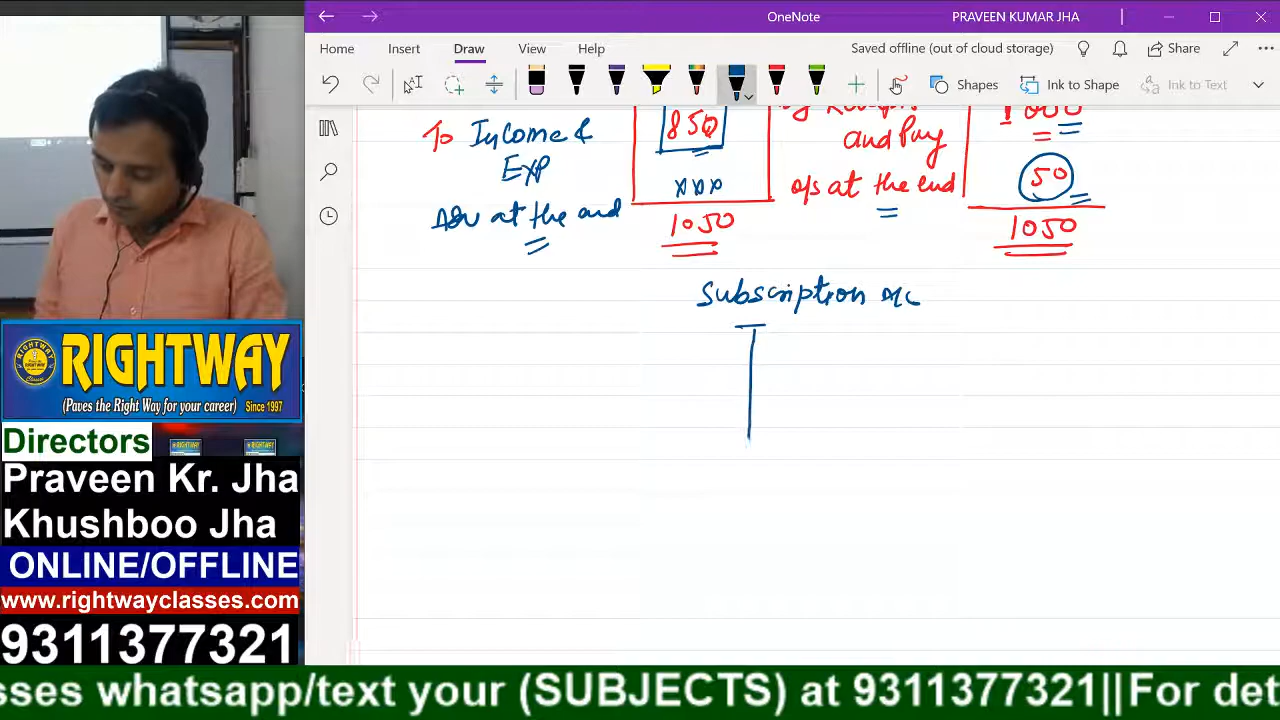 OneNote
PRAVEEN KUMAR JHA
Home Insert Draw View Help
Saved offline (out of cloud storage)
Share
Shapes
Ink to Shape
Ink to Text
850
and Pay
To Income &
Exp
xxx
o/s at the end
50
at the end
1050
1050
Subscription a/c
RIGHTWAY
(Paves the Right Way for your career) Since 1997
Directors
Praveen Kr. Jha
Khushboo Jha
ONLINE/OFFLINE
www.rightwayclasses.com
9311377321
sses whatsapp/text your (SUBJECTS) at 9311377321||For det